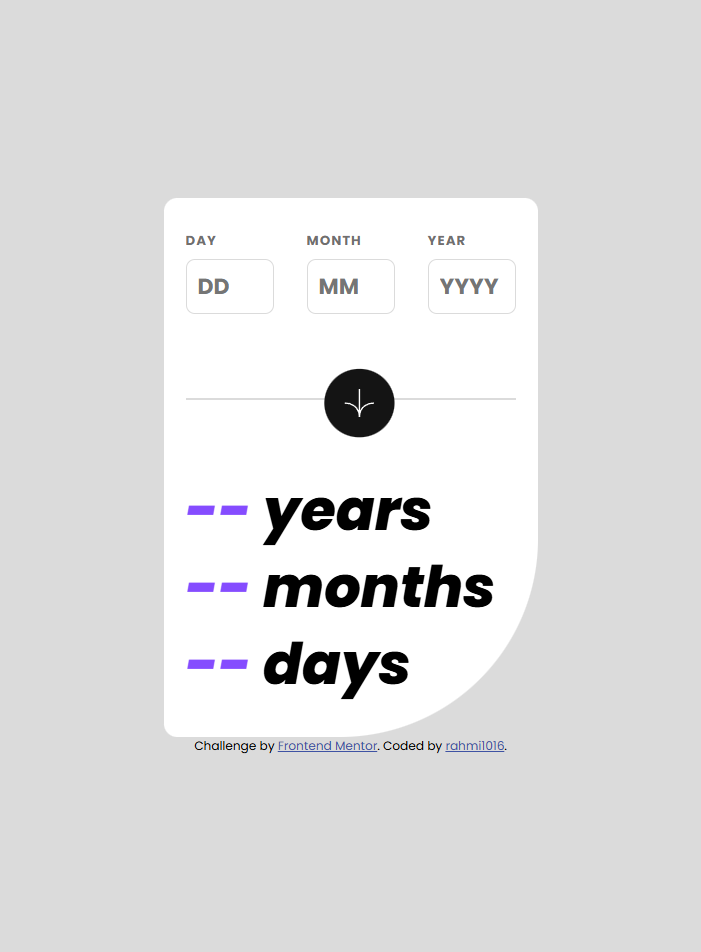 DAY MONTH YEAR
DD MM YYYY
-- years
-- months
-- days
Challenge by Frontend Mentor. Coded by rahmi1016.